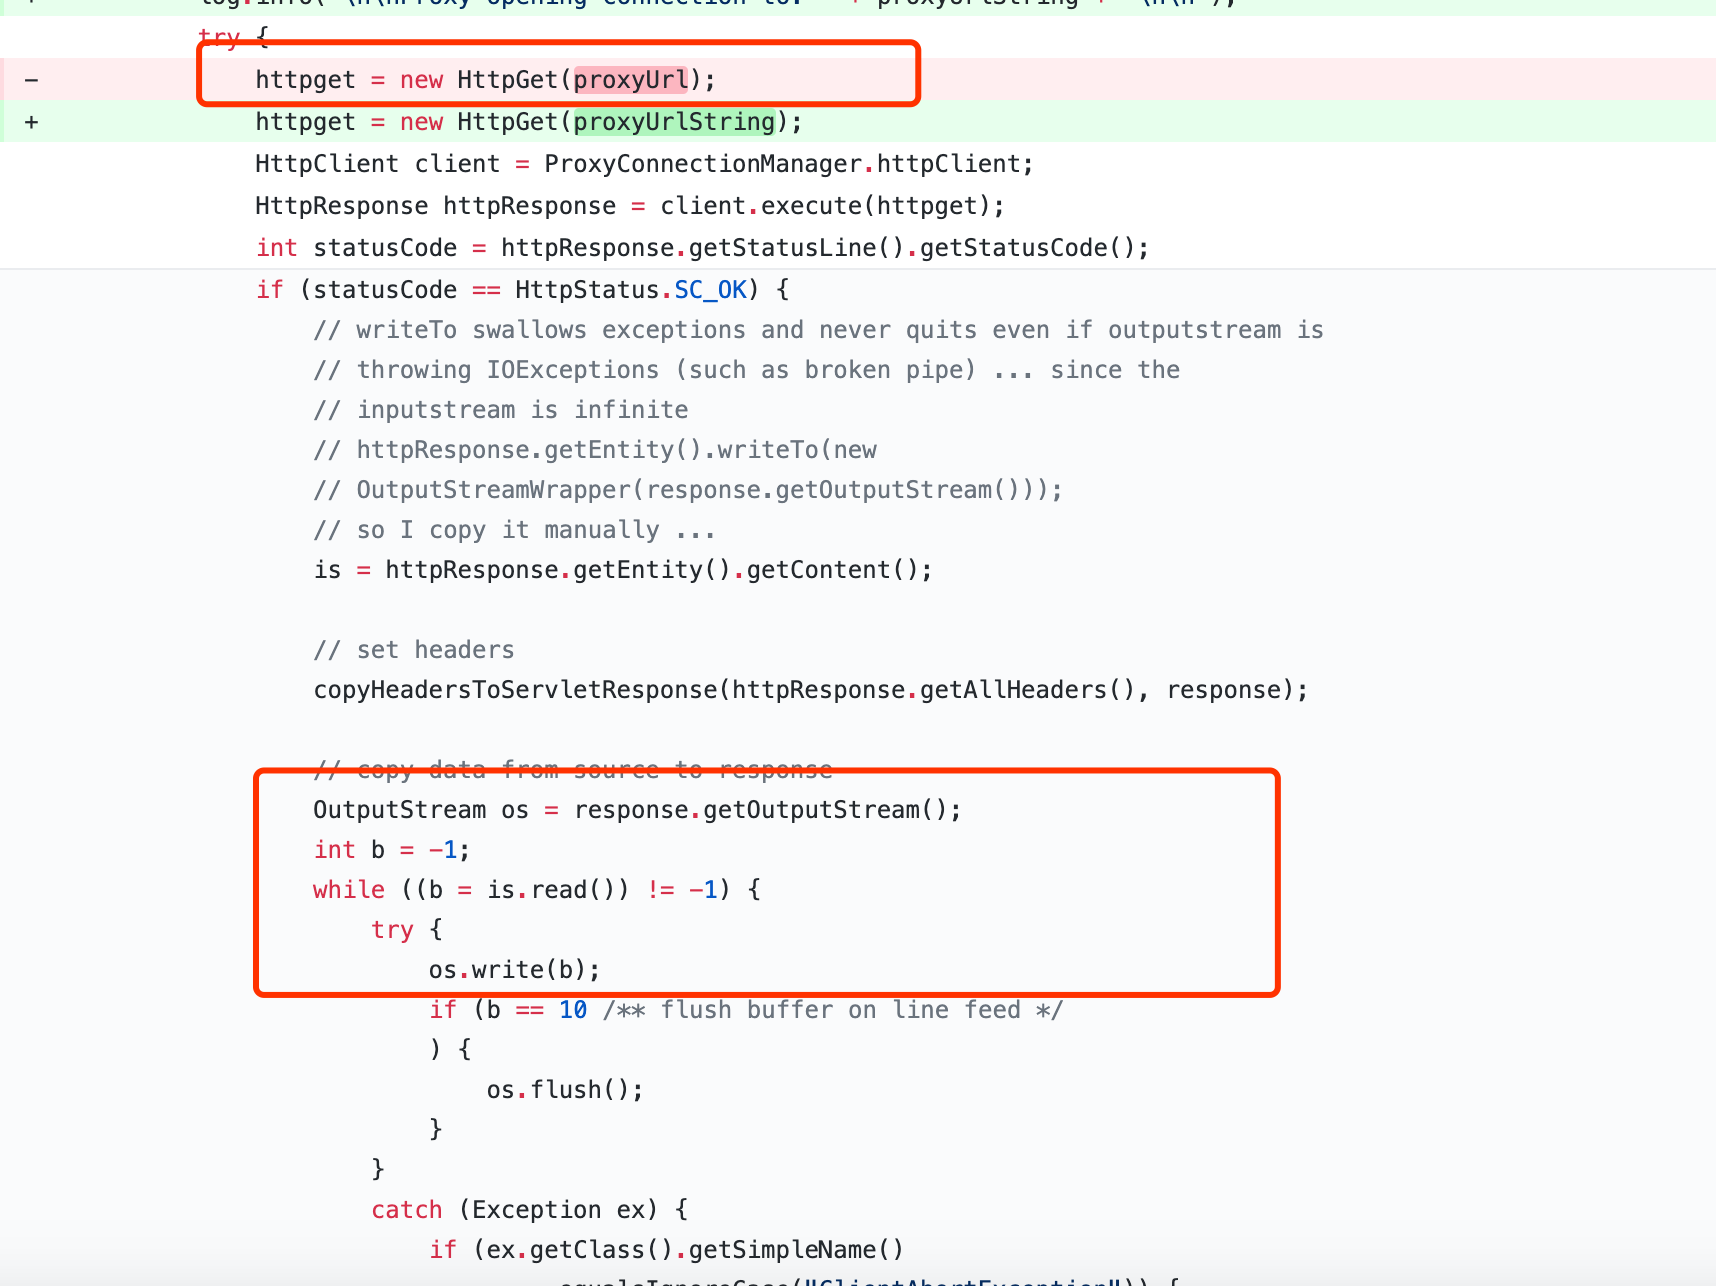 log.info("\n\nProxy opening connection to: " + proxyUrlString + "\n\n");
try {
− httpget = new HttpGet(proxyUrl);
+ httpget = new HttpGet(proxyUrlString);
HttpClient client = ProxyConnectionManager.httpClient;
HttpResponse httpResponse = client.execute(httpget);
int statusCode = httpResponse.getStatusLine().getStatusCode();
if (statusCode == HttpStatus.SC_OK) {
// writeTo swallows exceptions and never quits even if outputstream is
// throwing IOExceptions (such as broken pipe) ... since the
// inputstream is infinite
// httpResponse.getEntity().writeTo(new
// OutputStreamWrapper(response.getOutputStream()));
// so I copy it manually ...
is = httpResponse.getEntity().getContent();
// set headers
copyHeadersToServletResponse(httpResponse.getAllHeaders(), response);
// copy data from source to response
OutputStream os = response.getOutputStream();
int b = −1;
while ((b = is.read()) != −1) {
try {
os.write(b);
if (b == 10 /** flush buffer on line feed */
) {
os.flush();
}
}
catch (Exception ex) {
if (ex.getClass().getSimpleName()
.equalsIgnoreCase("ClientAbortException")) {